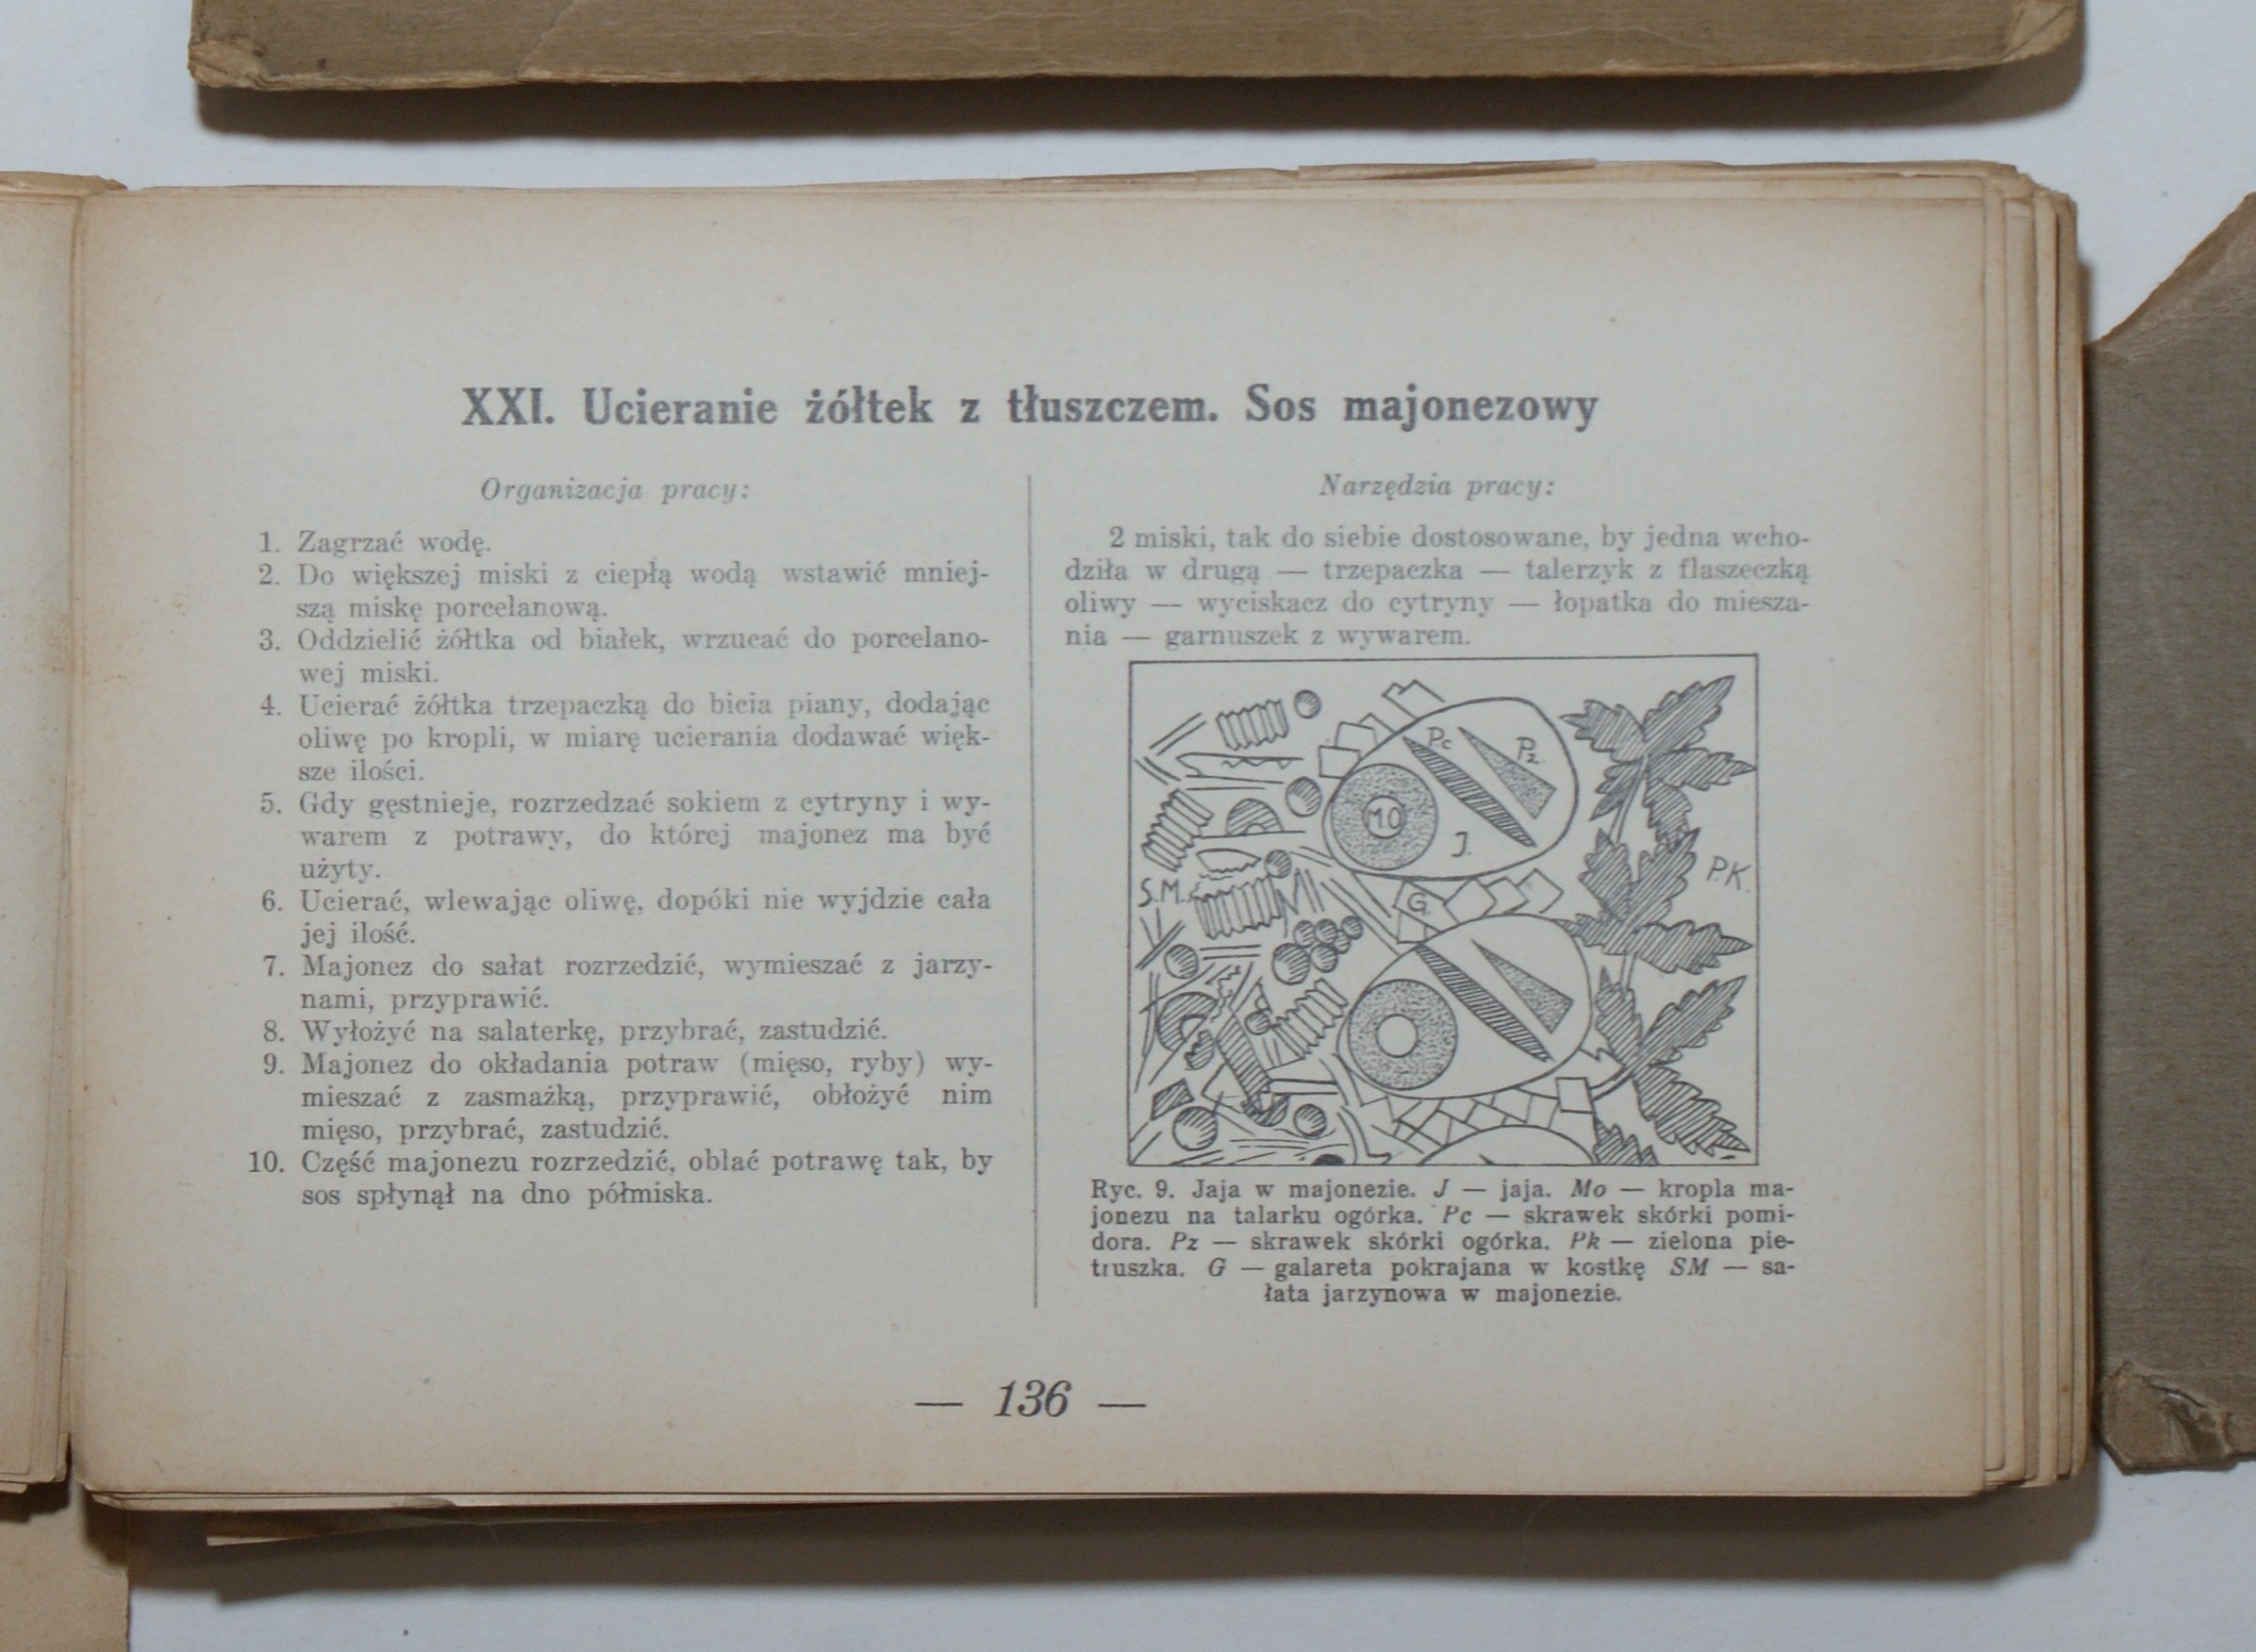 XXI. Ucieranie żółtek z tłuszczem. Sos majonezowy
Organizacja pracy:
1. Zagrzać wodę.
2. Do większej miski z ciepłą wodą wstawić mniej-
szą miskę porcelanową.
3. Oddzielić żółtka od białek, wrzucać do porcelano-
wej miski.
4. Ucierać żółtka trzepaczką do bicia piany, dodając
oliwę po kropli, w miarę ucierania dodawać więk-
sze ilości.
5. Gdy gęstnieje, rozrzedzać sokiem z cytryny i wy-
warem z potrawy, do której majonez ma być
użyty.
6. Ucierać, wlewając oliwę, dopóki nie wyjdzie cała
jej ilość.
7. Majonez do sałat rozrzedzić, wymieszać z jarzy-
nami, przyprawić.
8. Wyłożyć na salaterkę, przybrać, zastudzić.
9. Majonez do okładania potraw (mięso, ryby) wy-
mieszać z zasmażką, przyprawić, obłożyć nim
mięso, przybrać, zastudzić.
10. Część majonezu rozrzedzić, oblać potrawę tak, by
sos spłynął na dno półmiska.
Narzędzia pracy:
2 miski, tak do siebie dostosowane, by jedna wcho-
dziła w drugą — trzepaczka — talerzyk z flaszeczką
oliwy — wyciskacz do cytryny — łopatka do miesza-
nia — garnuszek z wywarem.
Pc
Pz
MO
J.
P.K.
S.M.
G
Ryc. 9. Jaja w majonezie. J — jaja. Mo — kropla ma-
jonezu na talarku ogórka. Pc — skrawek skórki pomi-
dora. Pz — skrawek skórki ogórka. Pk — zielona pie-
truszka. G — galareta pokrajana w kostkę SM — sa-
łata jarzynowa w majonezie.
— 136 —